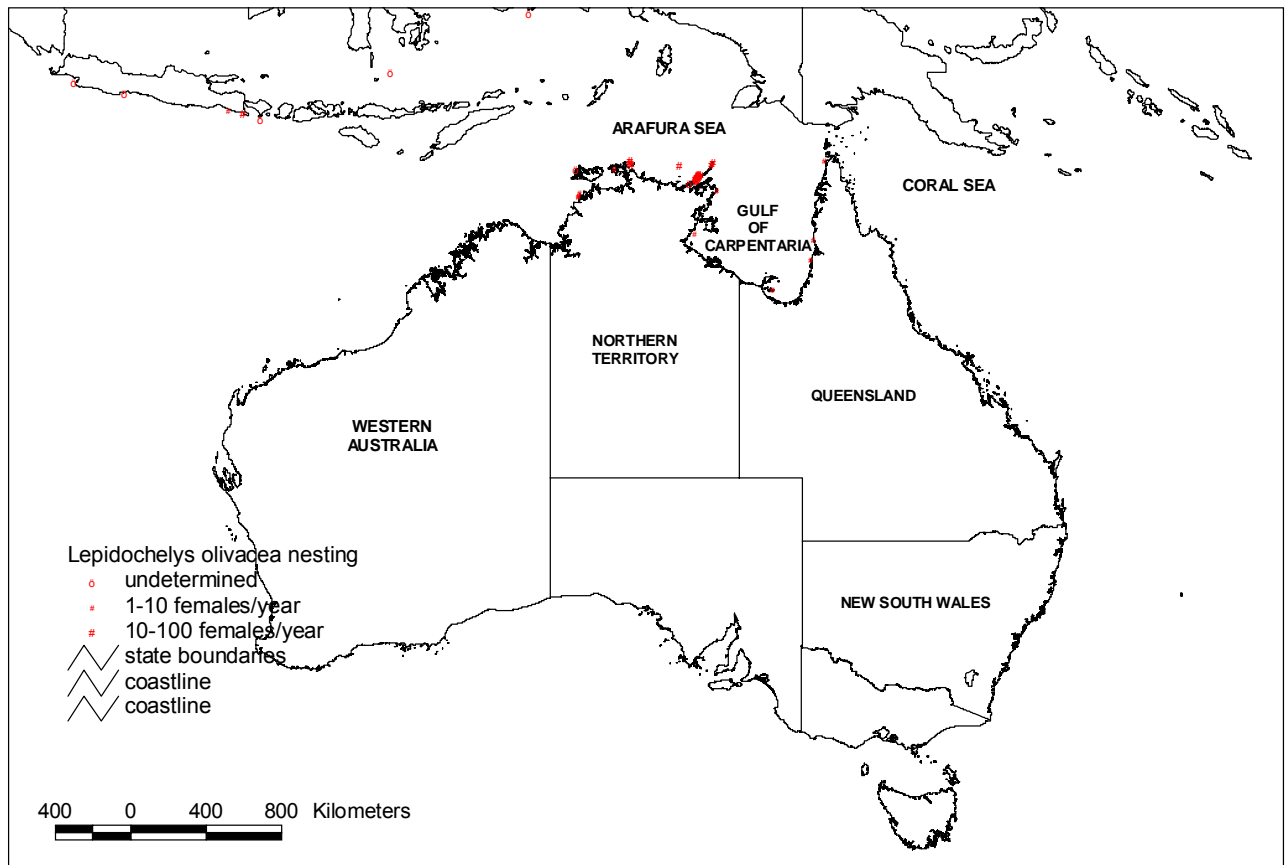 ARAFURA SEA
CORAL SEA
GULF
OF
CARPENTARIA
NORTHERN
TERRITORY
QUEENSLAND
WESTERN
AUSTRALIA
Lepidochelys olivacea nesting
ö undetermined
# 1-10 females/year
# 10-100 females/year
state boundaries
coastline
coastline
NEW SOUTH WALES
400 0 400 800 Kilometers